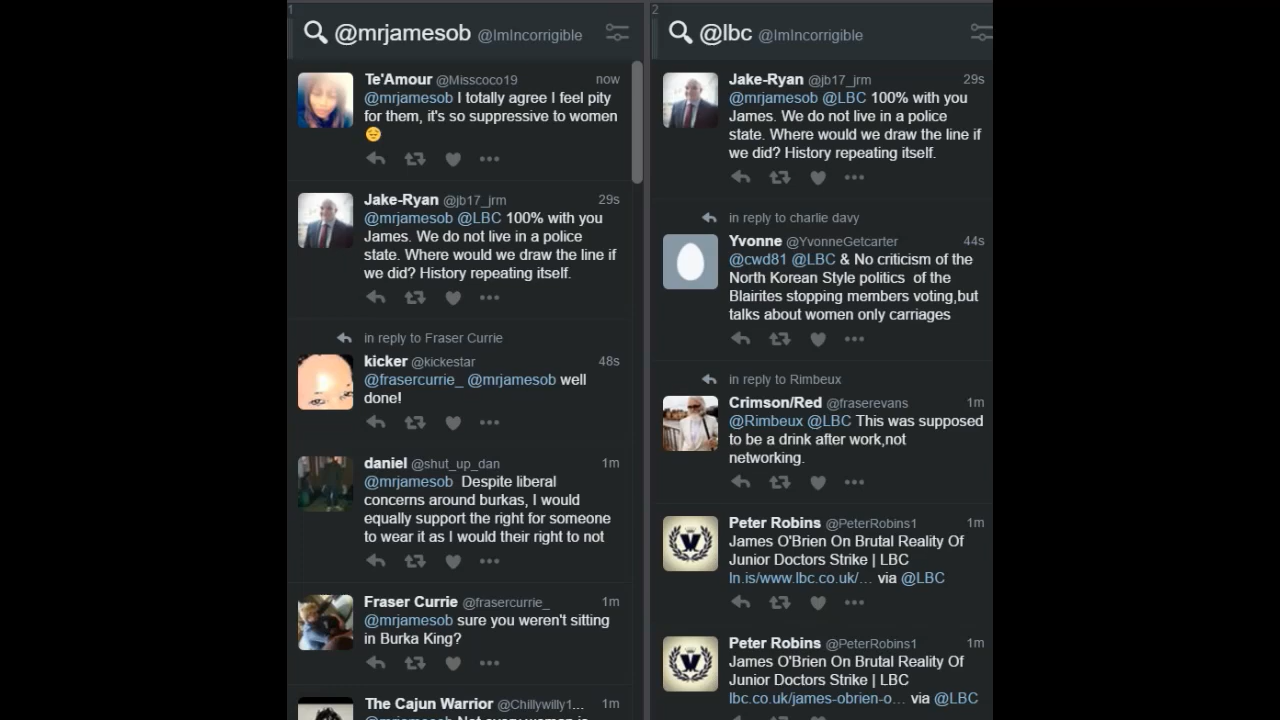 1
@mrjamesob @ImIncorrigible
Te'Amour @Misscoco19 now
@mrjamesob I totally agree I feel pity
for them, it's so suppressive to women
Jake-Ryan @jb17_jrm 29s
@mrjamesob @LBC 100% with you
James. We do not live in a police
state. Where would we draw the line if
we did? History repeating itself.
in reply to Fraser Currie
kicker @kickestar 48s
@frasercurrie_ @mrjamesob well
done!
daniel @shut_up_dan 1m
@mrjamesob Despite liberal
concerns around burkas, I would
equally support the right for someone
to wear it as I would their right to not
Fraser Currie @frasercurrie_ 1m
@mrjamesob sure you weren't sitting
in Burka King?
The Cajun Warrior @Chillywilly1... 1m
@mrjamesob Not every woman is
2
@lbc @ImIncorrigible
Jake-Ryan @jb17_jrm 29s
@mrjamesob @LBC 100% with you
James. We do not live in a police
state. Where would we draw the line if
we did? History repeating itself.
in reply to charlie davy
Yvonne @YvonneGetcarter 44s
@cwd81 @LBC & No criticism of the
North Korean Style politics of the
Blairites stopping members voting,but
talks about women only carriages
in reply to Rimbeux
Crimson/Red @fraserevans 1m
@Rimbeux @LBC This was supposed
to be a drink after work,not
networking.
Peter Robins @PeterRobins1 1m
James O'Brien On Brutal Reality Of
Junior Doctors Strike | LBC
ln.is/www.lbc.co.uk/... via @LBC
Peter Robins @PeterRobins1 1m
James O'Brien On Brutal Reality Of
Junior Doctors Strike | LBC
lbc.co.uk/james-obrien-o... via @LBC